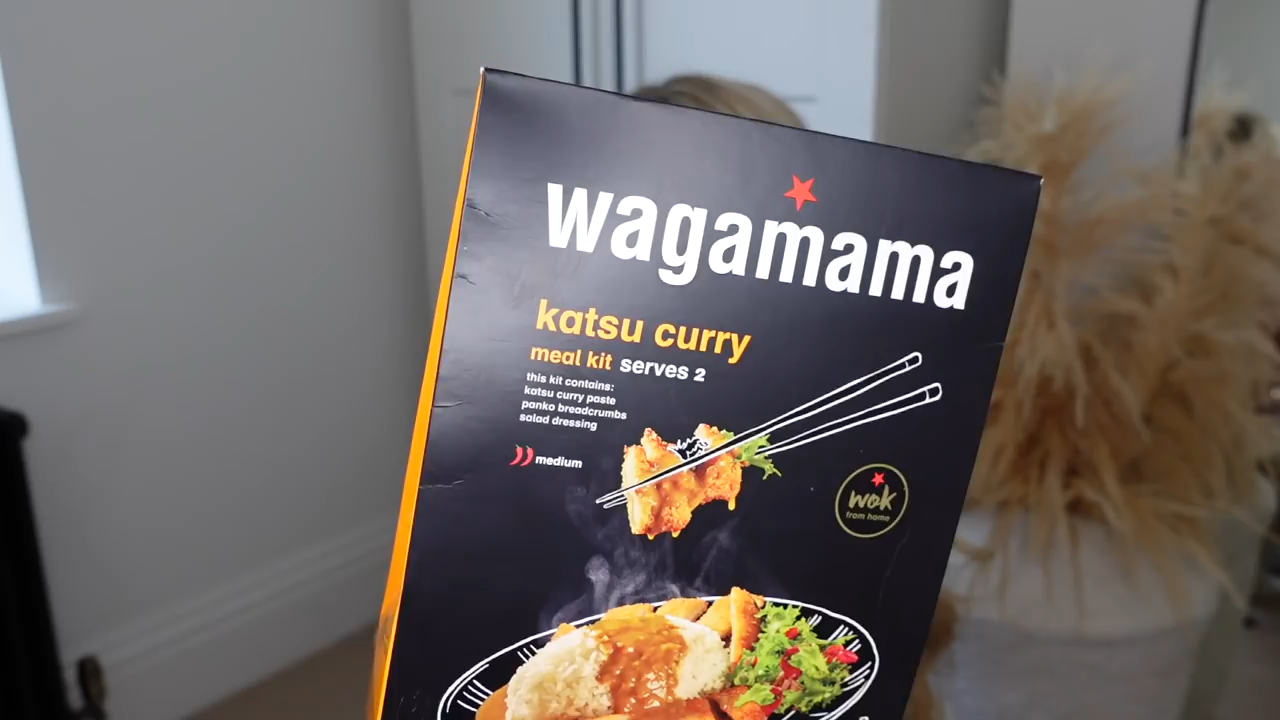 wagamama
katsu curry
meal kit serves 2
this kit contains:
katsu curry paste
panko breadcrumbs
salad dressing
medium
wok
from home